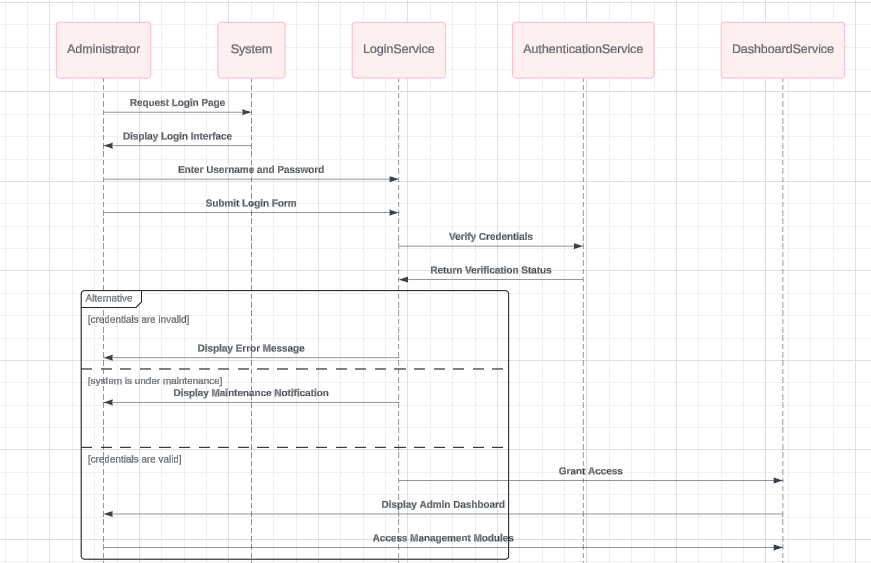 Administrator
System
LoginService
AuthenticationService
DashboardService
Request Login Page
Display Login Interface
Enter Username and Password
Submit Login Form
Verify Credentials
Return Verification Status
Alternative
[credentials are invalid]
Display Error Message
[system is under maintenance]
Display Maintenance Notification
[credentials are valid]
Grant Access
Display Admin Dashboard
Access Management Modules